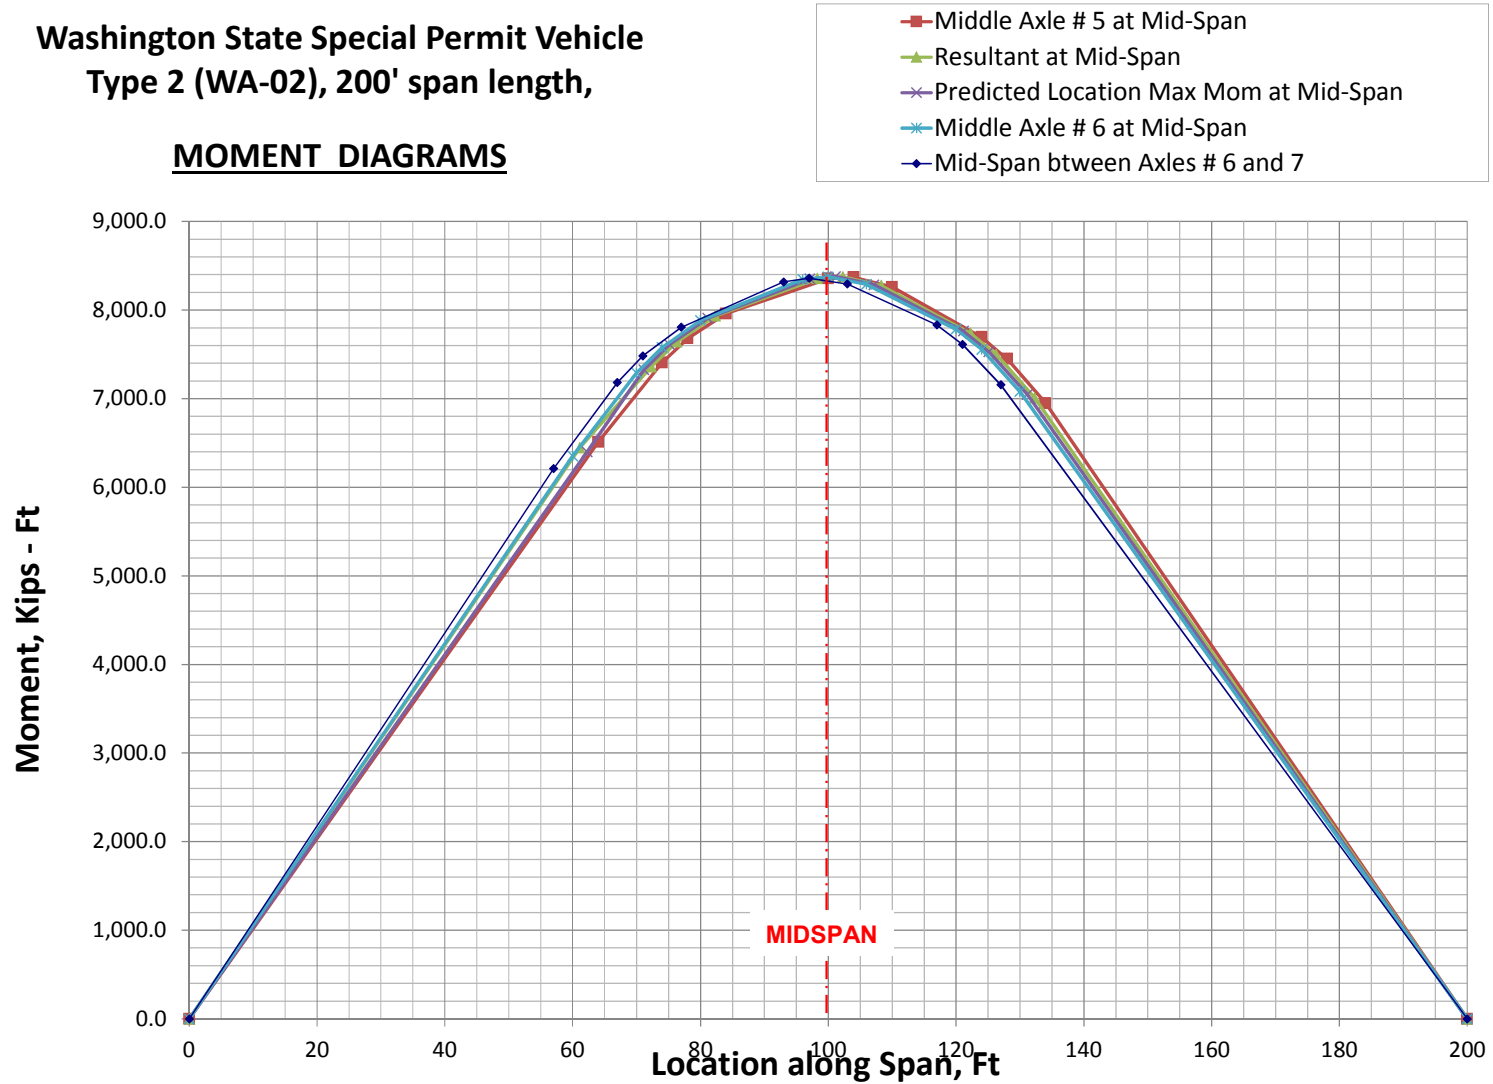 Washington State Special Permit Vehicle
Type 2 (WA-02), 200' span length,
MOMENT DIAGRAMS
Middle Axle # 5 at Mid-Span
Resultant at Mid-Span
Predicted Location Max Mom at Mid-Span
Middle Axle # 6 at Mid-Span
Mid-Span btween Axles # 6 and 7
Moment, Kips - Ft
9,000.0
8,000.0
7,000.0
6,000.0
5,000.0
4,000.0
3,000.0
2,000.0
1,000.0
0.0
MIDSPAN
0 20 40 60 80 100 120 140 160 180 200
Location along Span, Ft